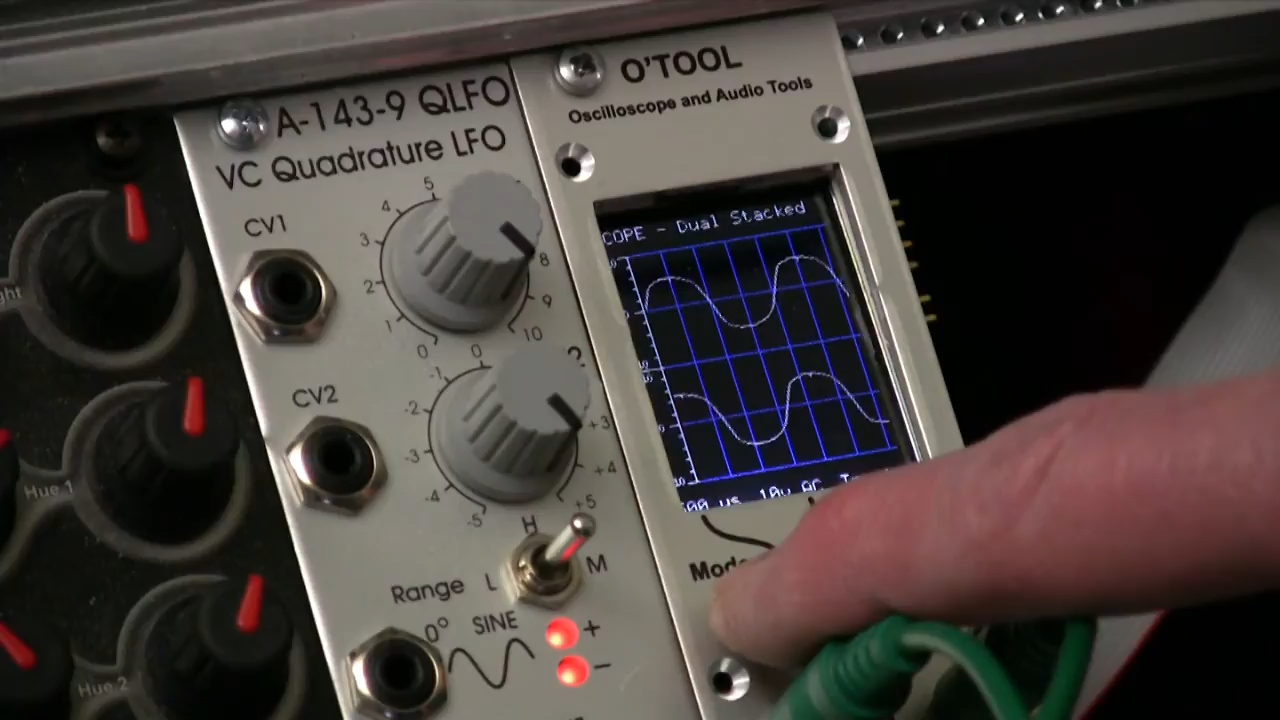 A-143-9 QLFO
VC Quadrature LFO
O'TOOL
Oscilloscope and Audio Tools
COPE - Dual Stacked
CV1
5
4
3
2
1
0
8
9
10
CV2
0
-1
-2
-3
-4
-5
+3
+4
+5
H
Range L M
0° SINE
+
−
Hue 1
Hue 2